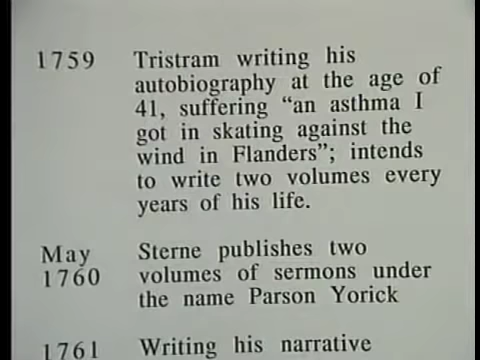 1759 Tristram writing his
autobiography at the age of
41, suffering “an asthma I
got in skating against the
wind in Flanders”; intends
to write two volumes every
years of his life.
May Sterne publishes two
1760 volumes of sermons under
the name Parson Yorick
1761 Writing his narrative